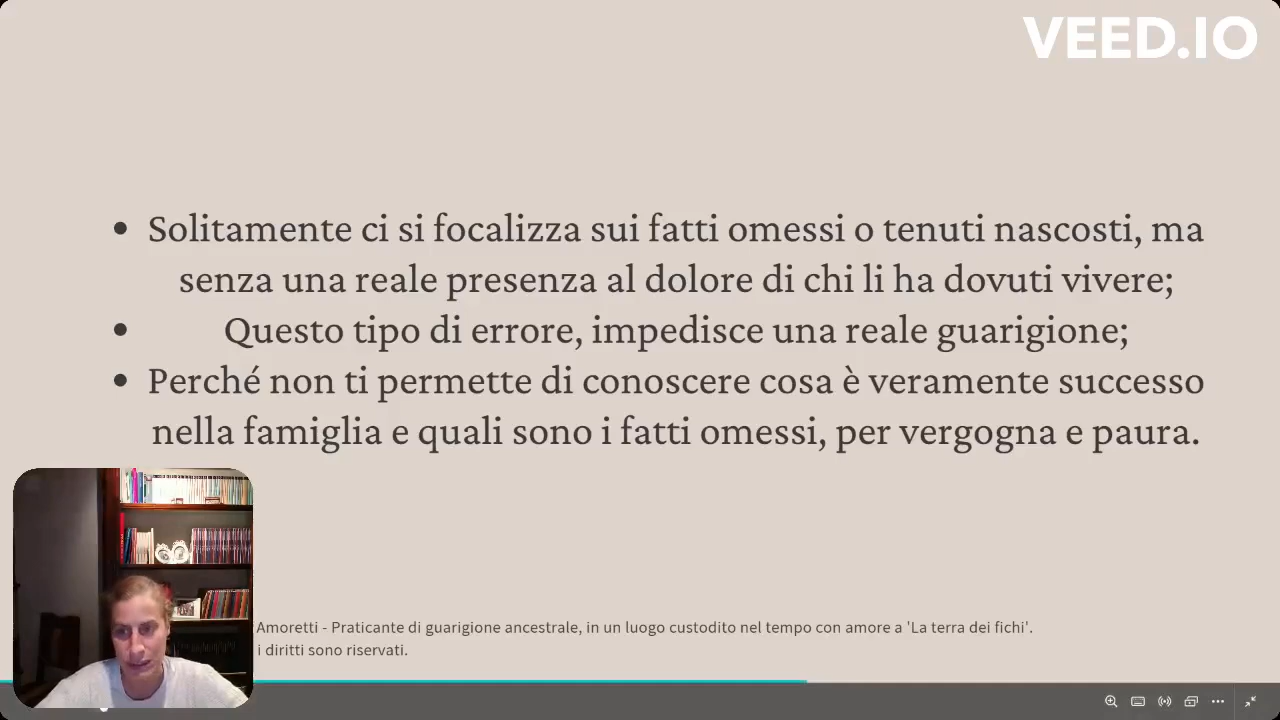 VEED.IO
• Solitamente ci si focalizza sui fatti omessi o tenuti nascosti, ma
senza una reale presenza al dolore di chi li ha dovuti vivere;
• Questo tipo di errore, impedisce una reale guarigione;
• Perché non ti permette di conoscere cosa è veramente successo
nella famiglia e quali sono i fatti omessi, per vergogna e paura.
Amoretti - Praticante di guarigione ancestrale, in un luogo custodito nel tempo con amore a 'La terra dei fichi'.
i diritti sono riservati.